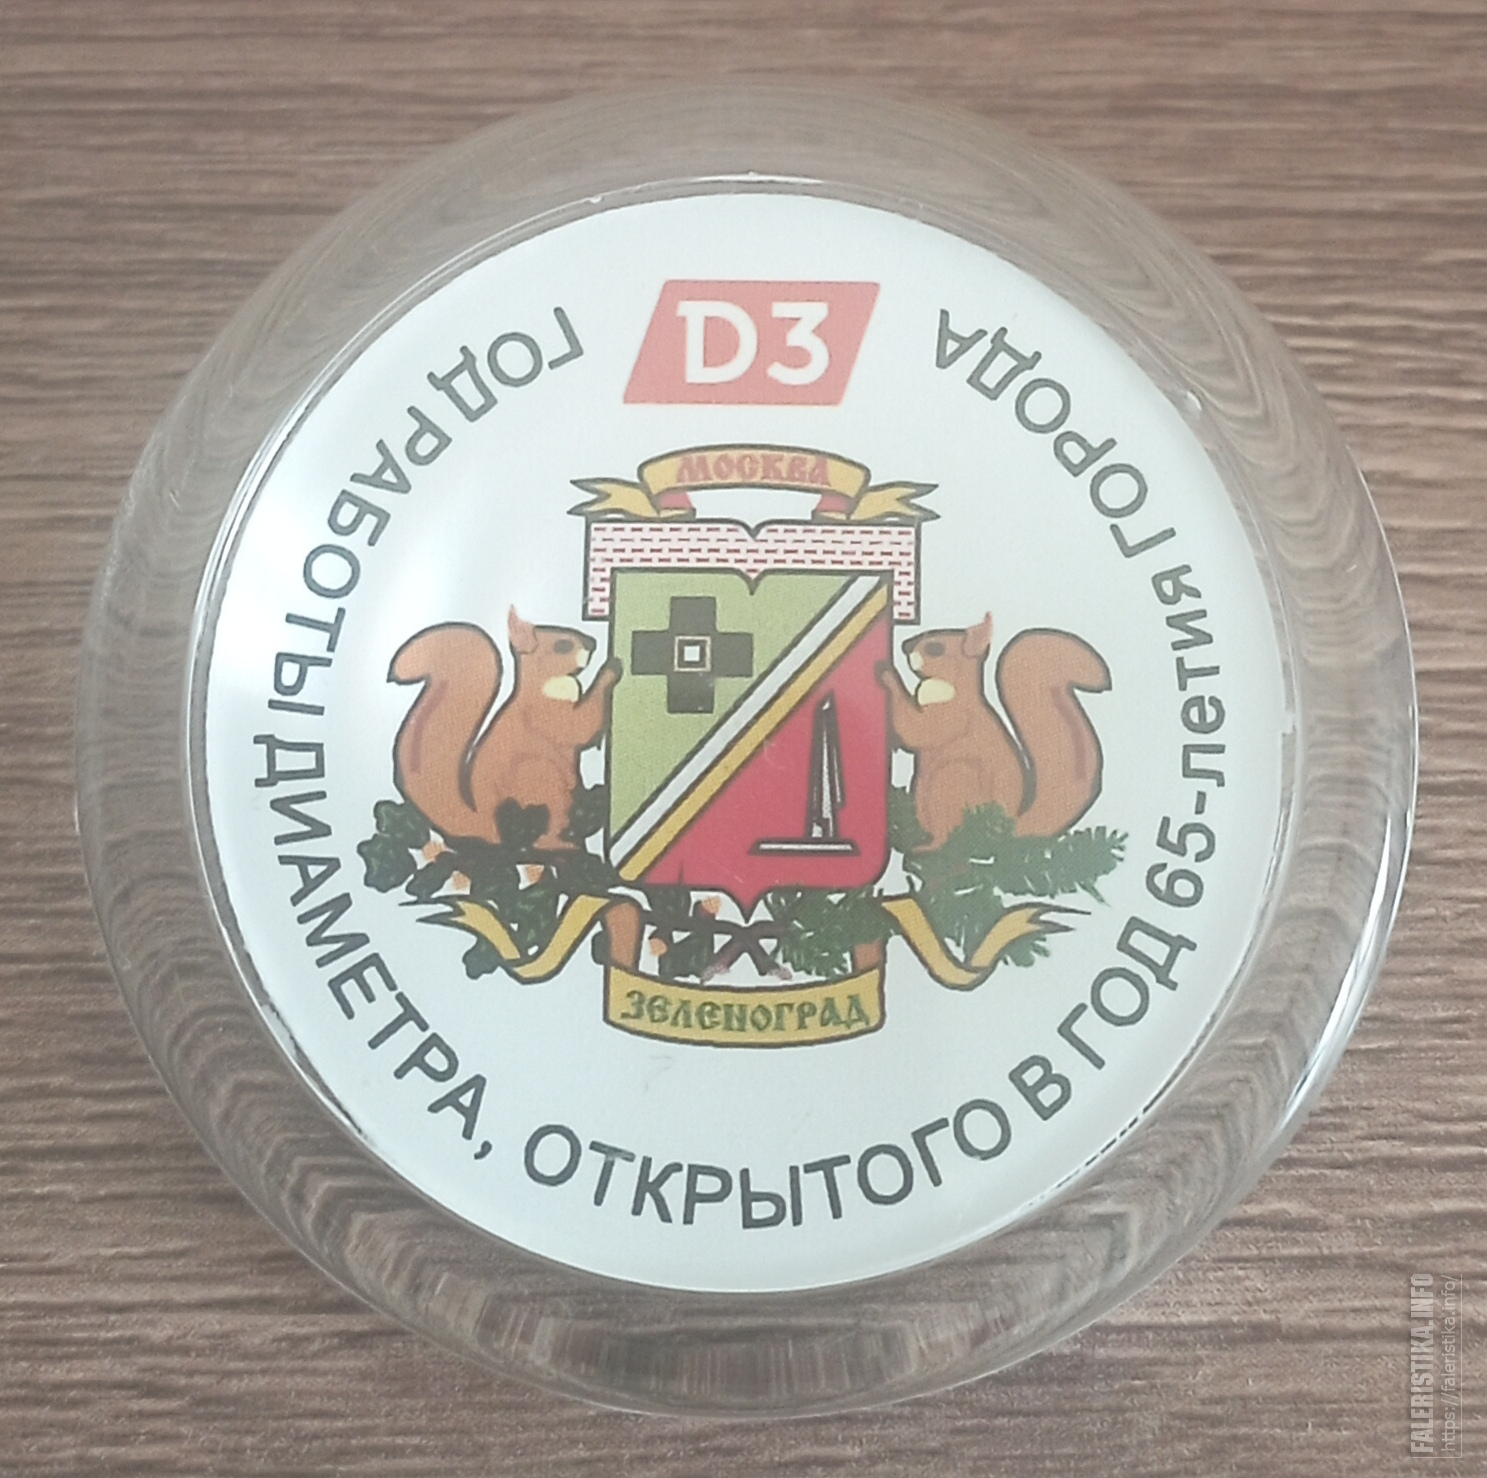 D3
МОСКВА
ЗЕЛЕНОГРАД
ГОД РАБОТЫ ДИАМЕТРА, ОТКРЫТОГО В ГОД 65-летия ГОРОДА
FALERISTIKA.INFO
https://faleristika.info/